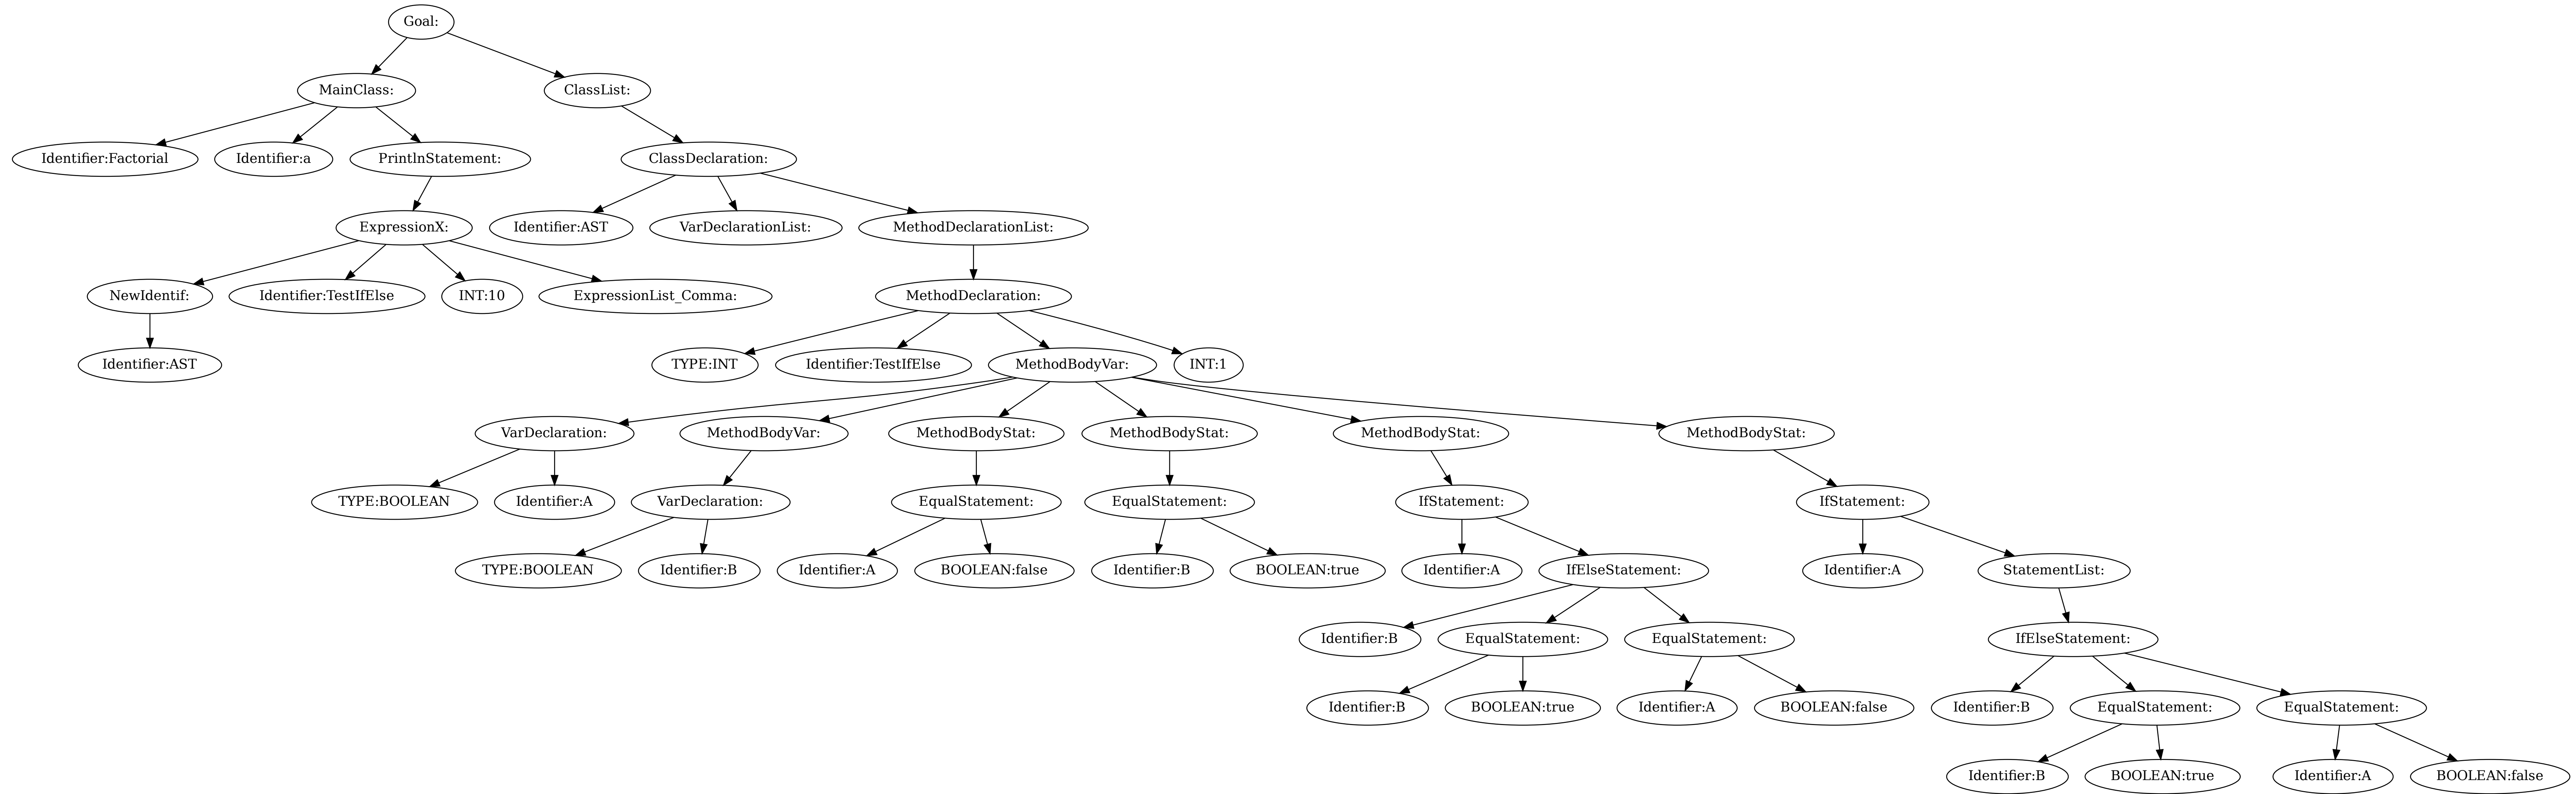 Goal:
MainClass:
ClassList:
Identifier:Factorial
Identifier:a
PrintlnStatement:
ClassDeclaration:
ExpressionX:
Identifier:AST
VarDeclarationList:
MethodDeclarationList:
NewIdentif:
Identifier:TestIfElse
INT:10
ExpressionList_Comma:
MethodDeclaration:
Identifier:AST
TYPE:INT
Identifier:TestIfElse
MethodBodyVar:
INT:1
VarDeclaration:
MethodBodyVar:
MethodBodyStat:
MethodBodyStat:
MethodBodyStat:
MethodBodyStat:
TYPE:BOOLEAN
Identifier:A
VarDeclaration:
EqualStatement:
EqualStatement:
IfStatement:
IfStatement:
TYPE:BOOLEAN
Identifier:B
Identifier:A
BOOLEAN:false
Identifier:B
BOOLEAN:true
Identifier:A
IfElseStatement:
Identifier:A
StatementList:
Identifier:B
EqualStatement:
EqualStatement:
IfElseStatement:
Identifier:B
BOOLEAN:true
Identifier:A
BOOLEAN:false
Identifier:B
EqualStatement:
EqualStatement:
Identifier:B
BOOLEAN:true
Identifier:A
BOOLEAN:false